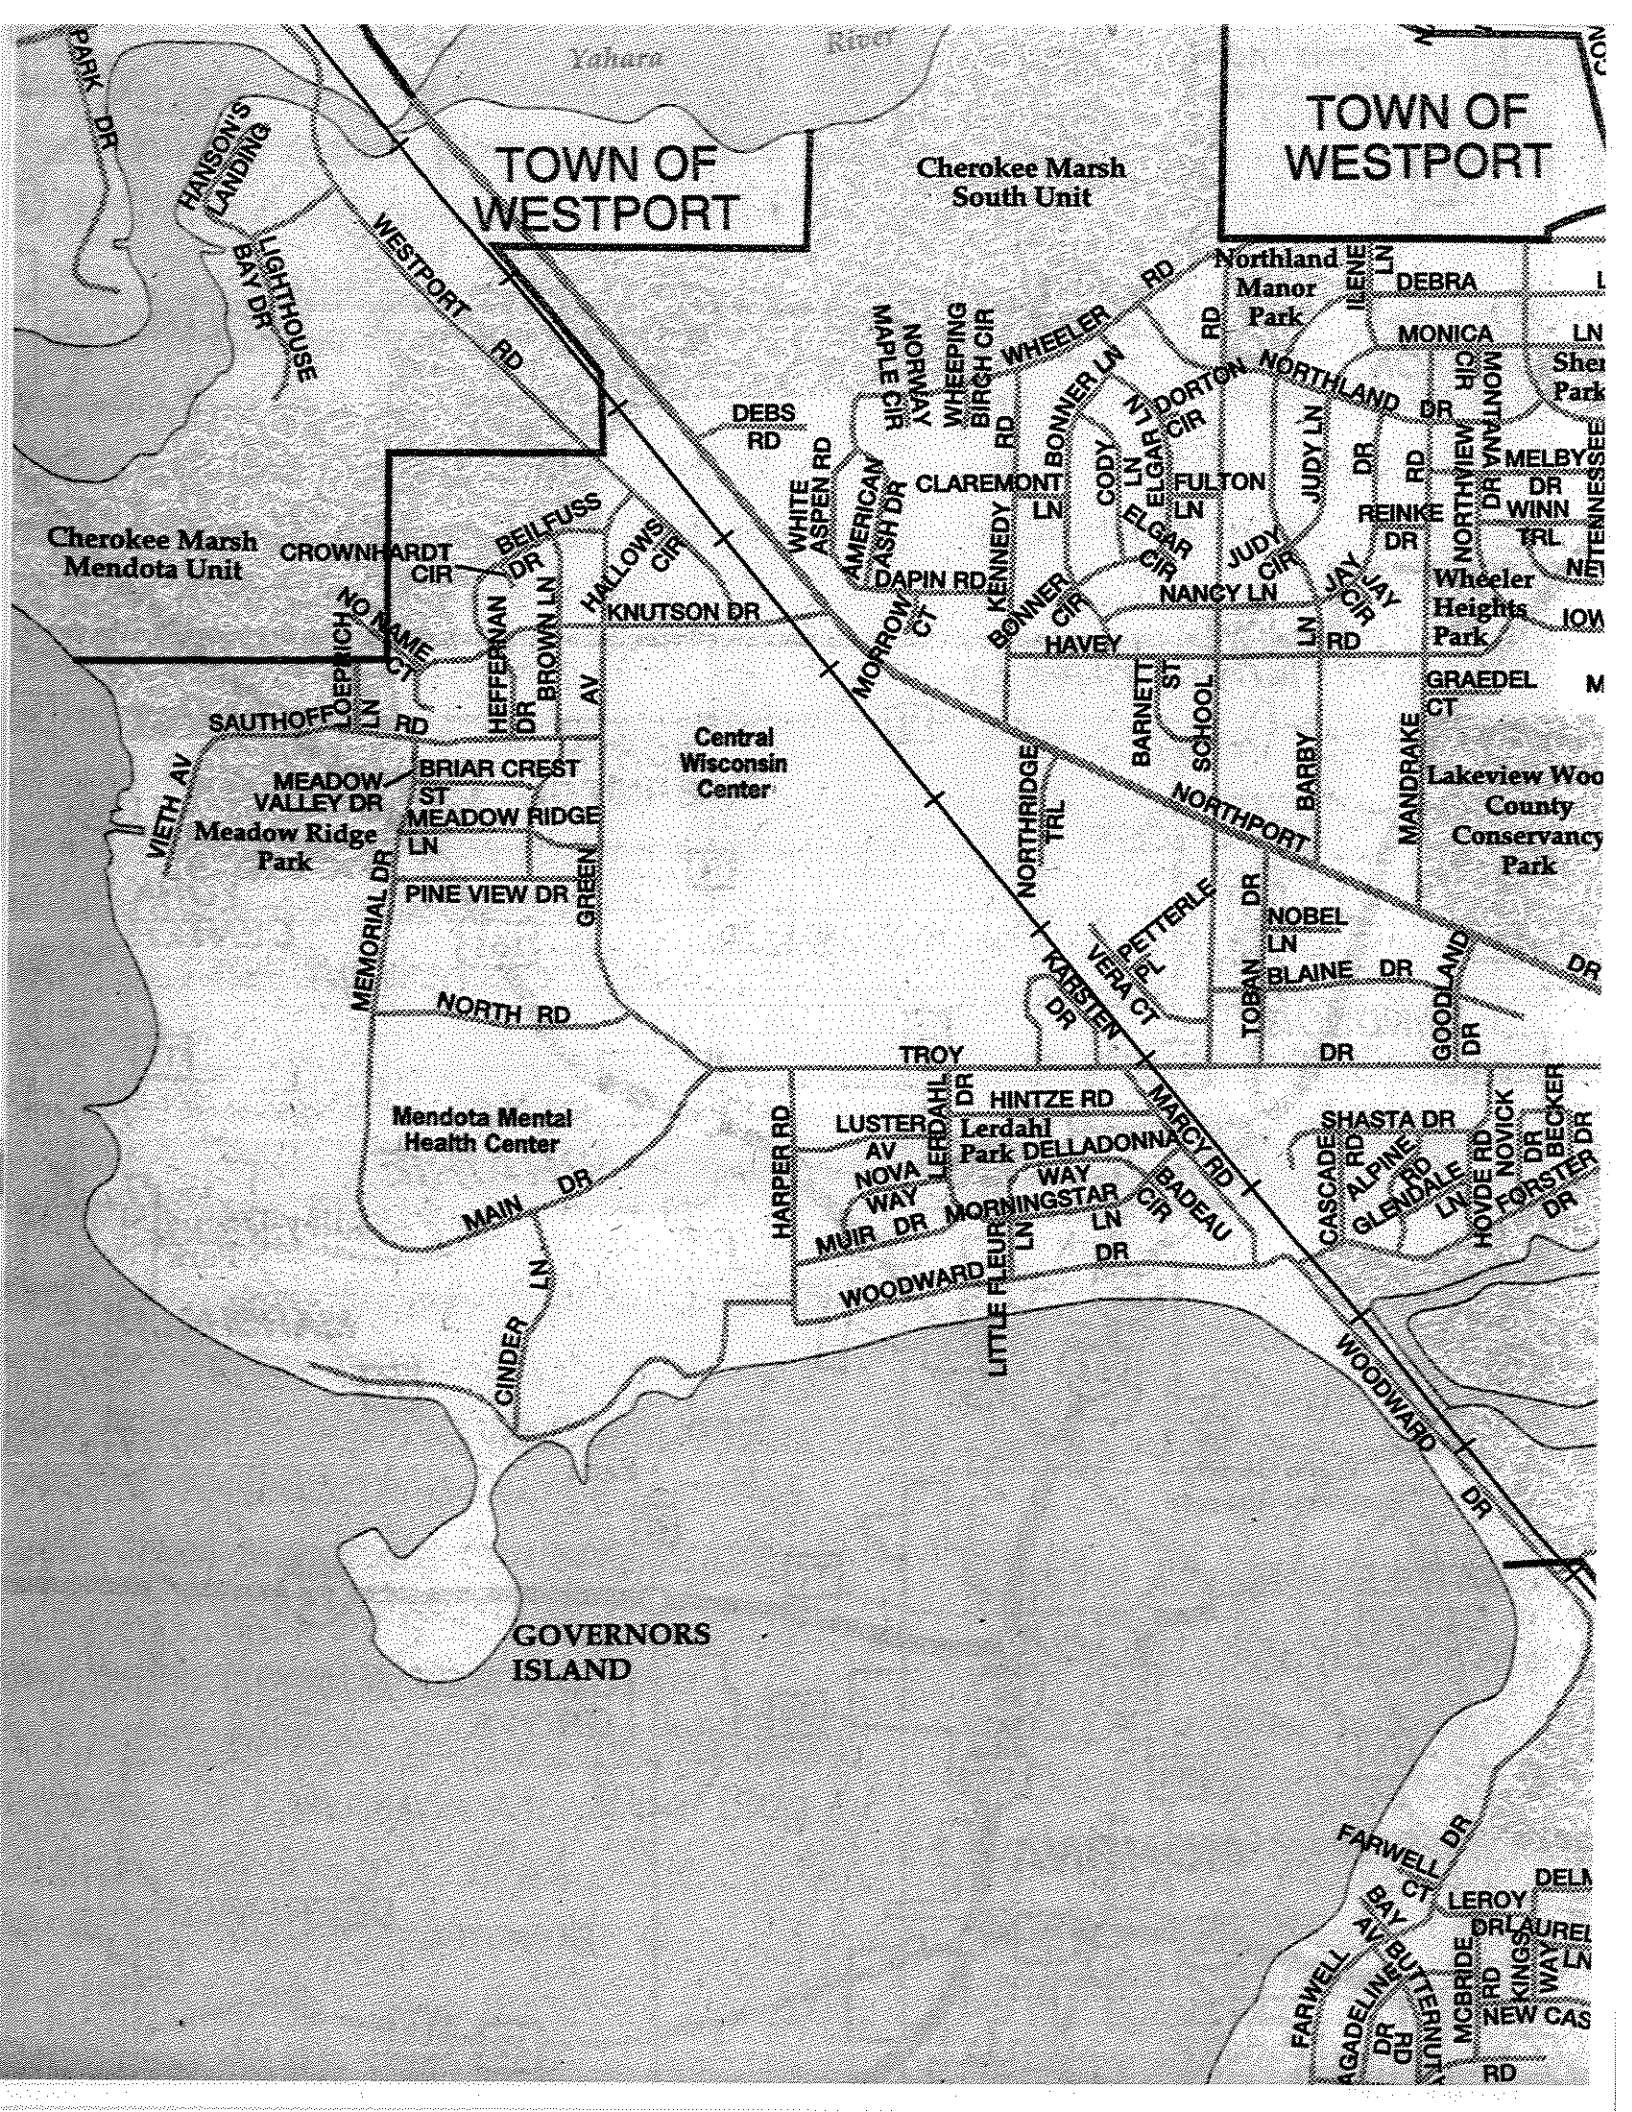 Yahara
River
PARK DR
TOWN OF
WESTPORT
TOWN OF
WESTPORT
Cherokee Marsh
South Unit
HANSON'S
LANDING
LIGHTHOUSE
BAY DR
WESTPORT RD
Northland
Manor
Park
ILENE
LN
DEBRA
WHEELER RD
RD
MONICA
LN
MAPLE CIR
NORWAY
WHEEPING
BIRCH CIR
BONNER LN
DORTON
CIR
NORTHLAND DR
CIR
MONTANA
Park
DEBS
RD
WHITE
ASPEN RD
AMERICAN
ASH DR
CLAREMONT
LN
KENNEDY RD
CODY
LN
ELGAR
FULTON
LN
JUDY LN
DR
RD
NORTHVIEW
DR
MELBY
DR
TENNESSEE
REINKE
DR
WINN
TRL
Cherokee Marsh
Mendota Unit
CROWNHARDT
CIR
BEILFUSS
DR
HALLOWS
CIR
ELGAR
CIR
JUDY
CIR
JAY
CIR
JAY
DAPIN RD
MORROW
CT
BONNER
CIR
NANCY LN
Wheeler
Heights
Park
NO NAME
CT
KNUTSON DR
HEFFERNAN
DR
BROWN LN
HAVEY
RD
LN
LOEPRICH
LN
SAUTHOFF RD
AV
BARNETT
ST
SCHOOL
GRAEDEL
CT
MORROW
Central
Wisconsin
Center
VIETH AV
MEADOW
VALLEY DR
BRIAR CREST
ST
MEADOW RIDGE
LN
Meadow Ridge
Park
PINE VIEW DR
GREEN
MEMORIAL DR
NORTHRIDGE
TRL
NORTHPORT
BARBY
MANDRAKE
County
Conservancy
Park
PETTERLE
PL
VERA CT
DR
NOBEL
LN
TOBAN
BLAINE DR
GOODLAND
DR
DR
KARSTEN
DR
NORTH RD
TROY
DR
Mendota Mental
Health Center
MAIN DR
CINDER LN
HARPER RD
LERDAHL
DR
HINTZE RD
LUSTER
AV
Lerdahl
Park
DELLADONNA
WAY
NOVA
WAY
MORNINGSTAR
LN
MUIR DR
MARCY RD
BADEAU
CIR
LITTLE FLEUR
LN
WOODWARD
DR
SHASTA DR
CASCADE
RD
ALPINE
RD
GLENDALE
LN
HOVDE RD
NOVICK
DR
BECKER
DR
FORSTER
DR
WOODWARD DR
GOVERNORS
ISLAND
FARWELL
CT
DR
BAY
AV
LEROY
DR
LAUREL
LN
FARWELL
BUTTERNUT
RD
DR
MCBRIDE
RD
KINGS
WAY
NEW CAS
RD